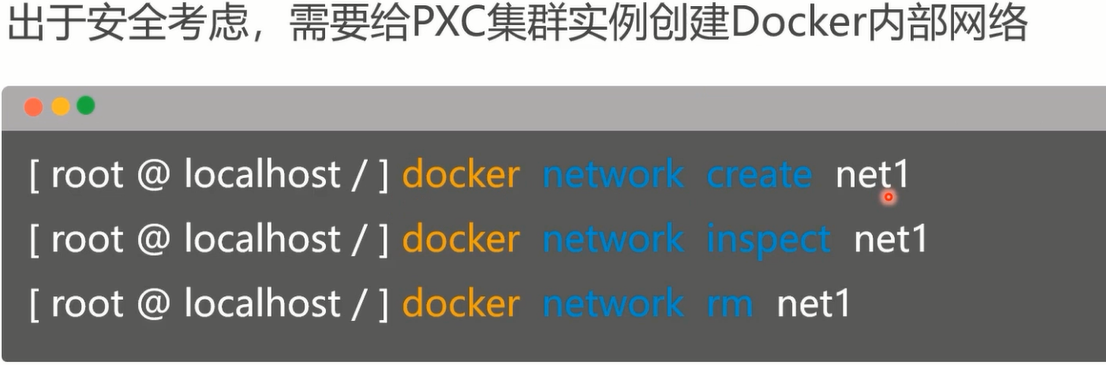 出于安全考虑，需要给PXC集群实例创建Docker内部网络
[ root @ localhost / ] docker network create net1
[ root @ localhost / ] docker network inspect net1
[ root @ localhost / ] docker network rm net1